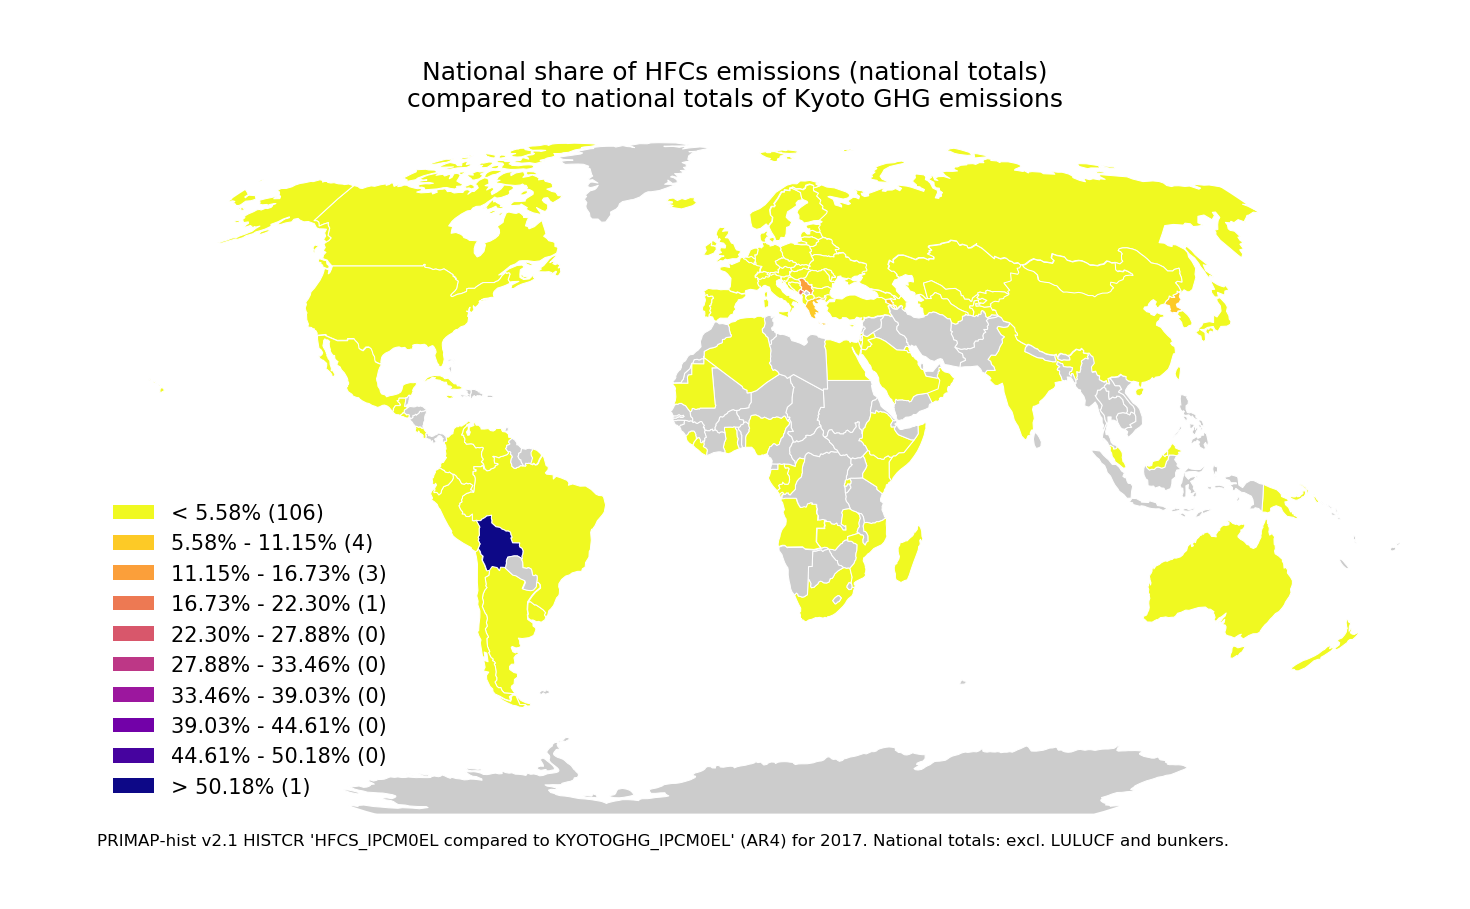 National share of HFCs emissions (national totals)
compared to national totals of Kyoto GHG emissions
< 5.58% (106)
5.58% - 11.15% (4)
11.15% - 16.73% (3)
16.73% - 22.30% (1)
22.30% - 27.88% (0)
27.88% - 33.46% (0)
33.46% - 39.03% (0)
39.03% - 44.61% (0)
44.61% - 50.18% (0)
> 50.18% (1)
PRIMAP-hist v2.1 HISTCR 'HFCS_IPCM0EL compared to KYOTOGHG_IPCM0EL' (AR4) for 2017. National totals: excl. LULUCF and bunkers.